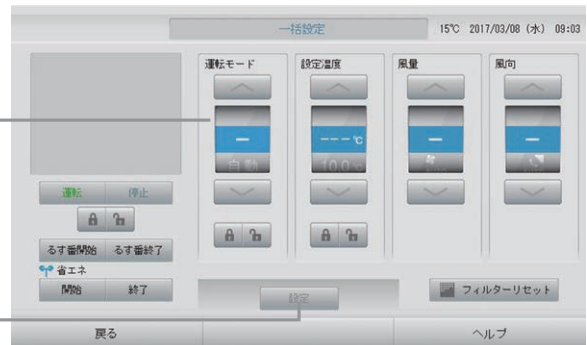 一括設定
15℃ 2017/03/08 (水) 09:03
運転モード
設定温度
風量
風向
－
---℃
－
－
自動
10.0℃
運転
停止
るす番開始
るす番終了
省エネ
開始
終了
設定
フィルターリセット
戻る
ヘルプ